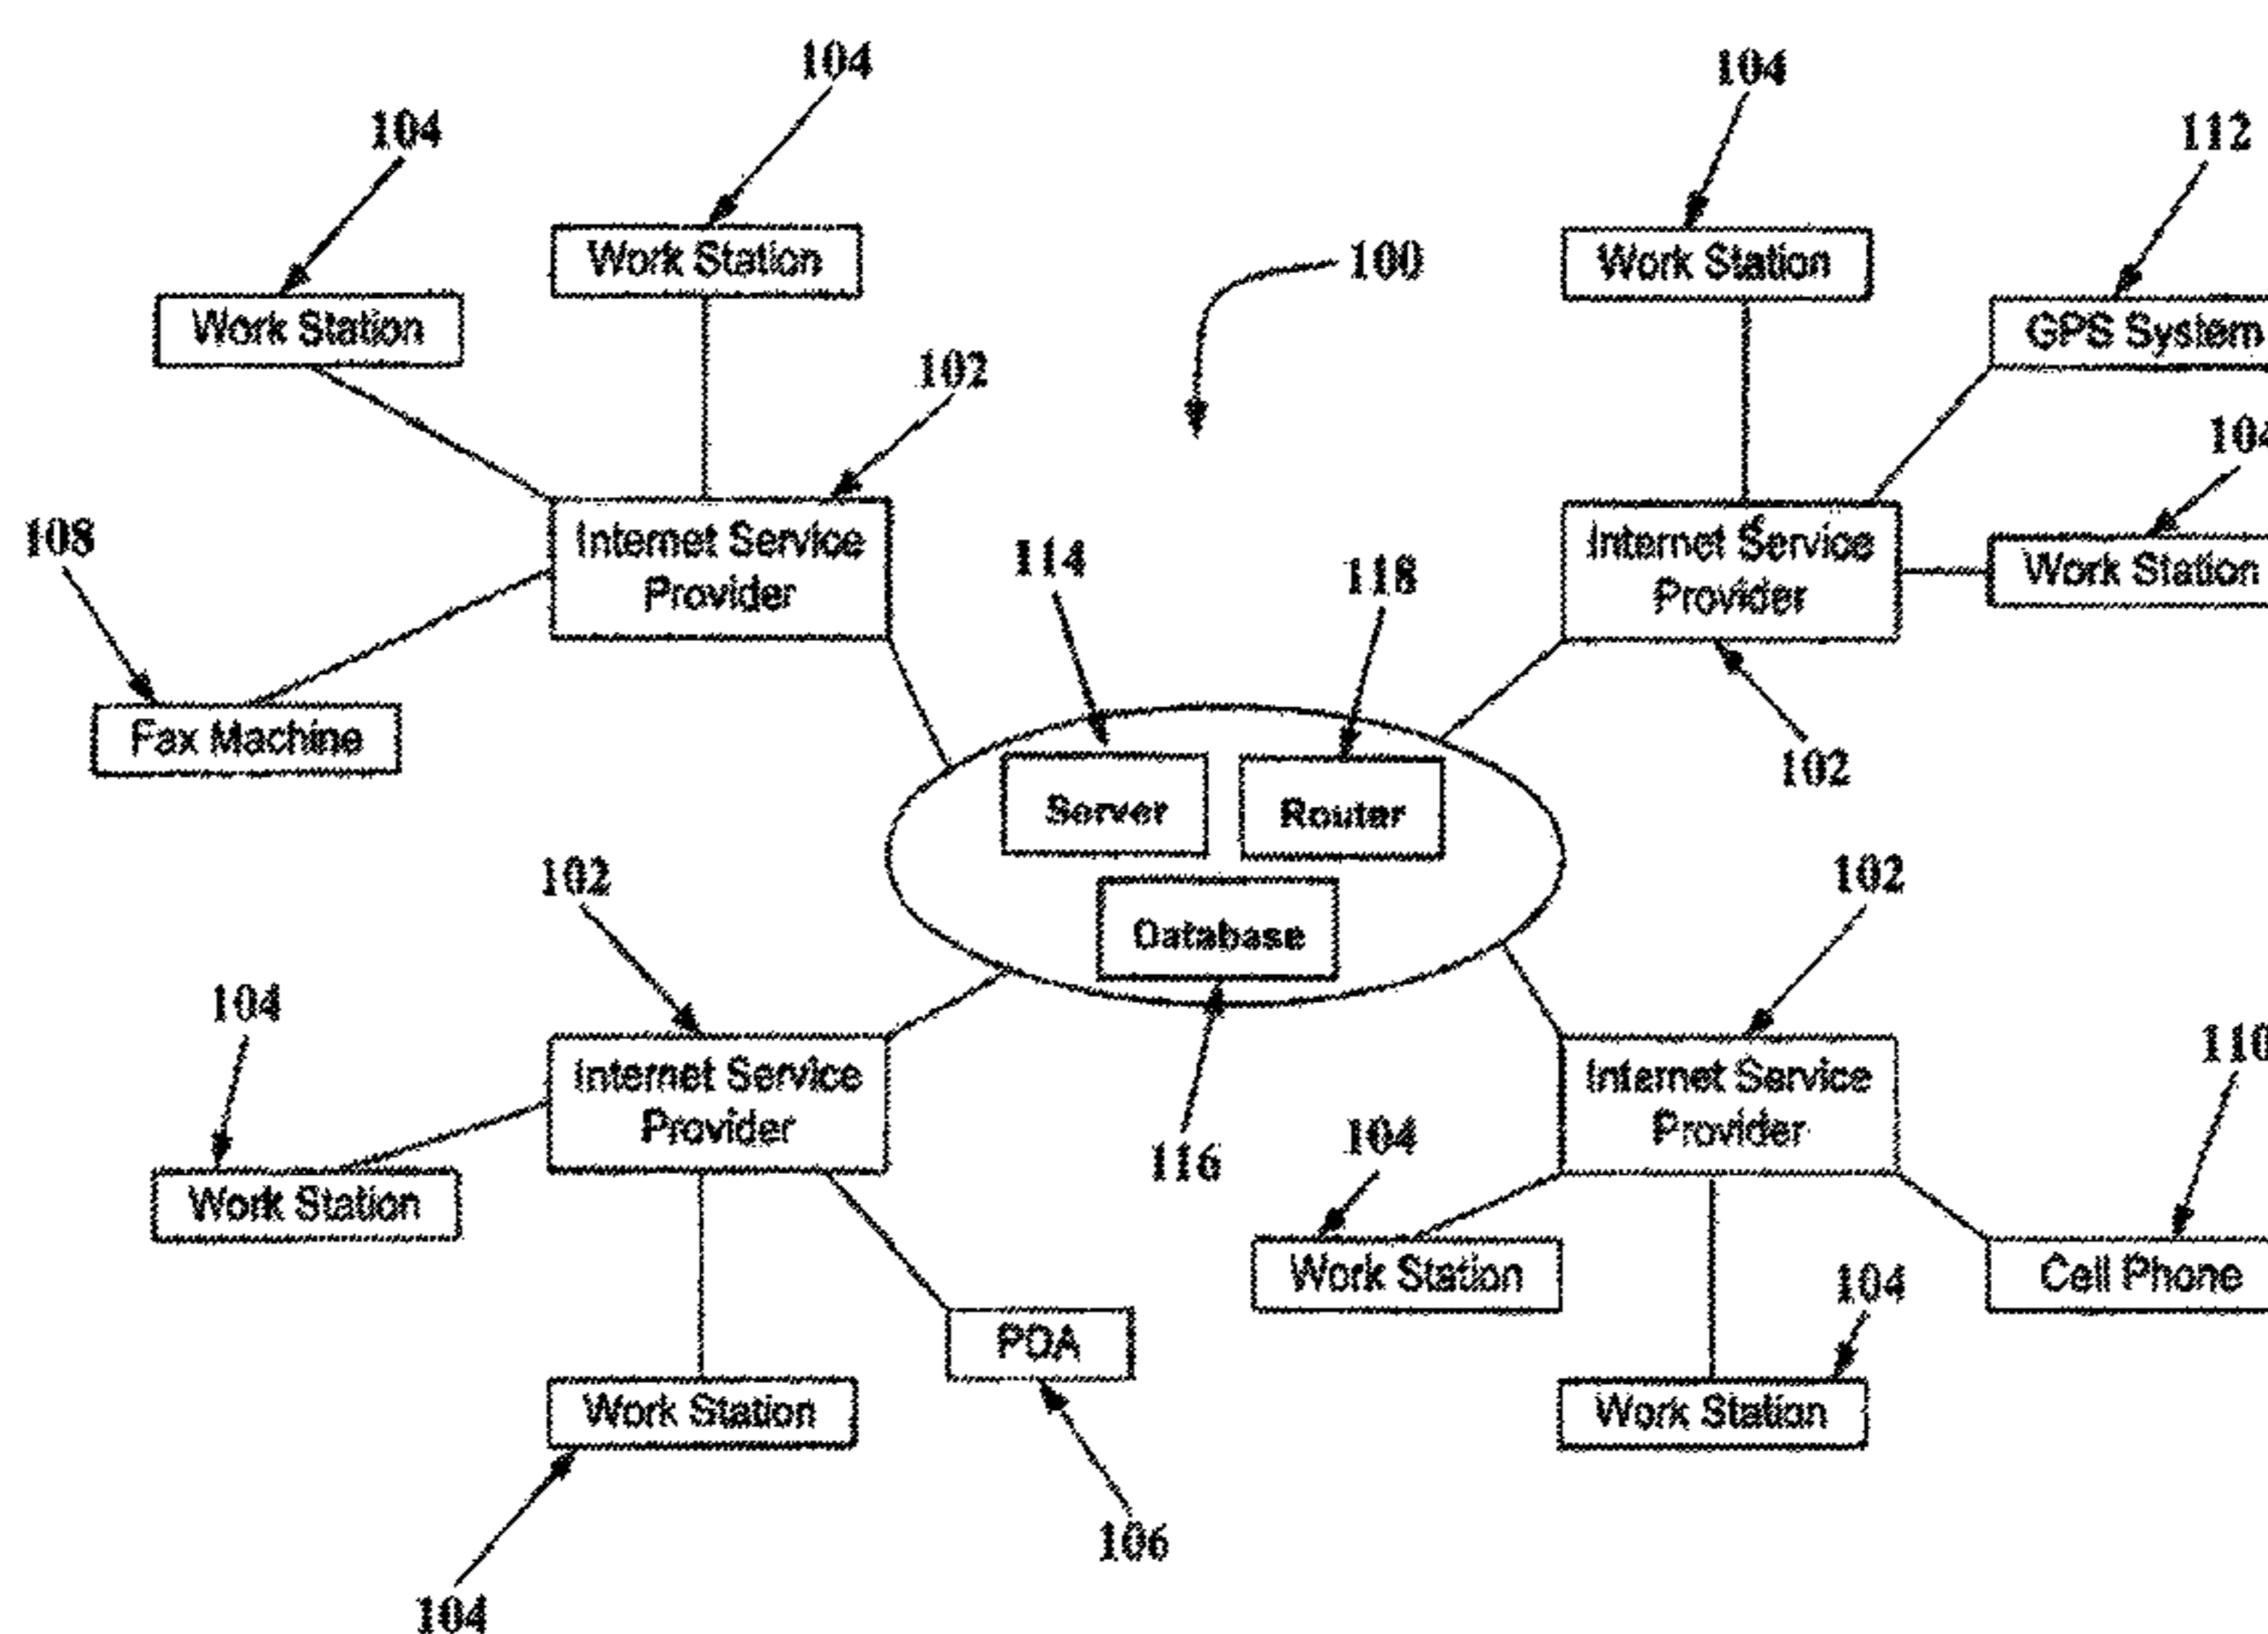 104
104
104
112
Work Station
Work Station
100
Work Station
GPS System
102
104
108
Internet Service
Provider
114
118
Internet Service
Provider
Work Station
Fax Machine
Server
Router
102
102
Database
102
104
Internet Service
Provider
116
104
Internet Service
Provider
110
Work Station
Work Station
104
Cell Phone
PDA
Work Station
Work Station
106
104